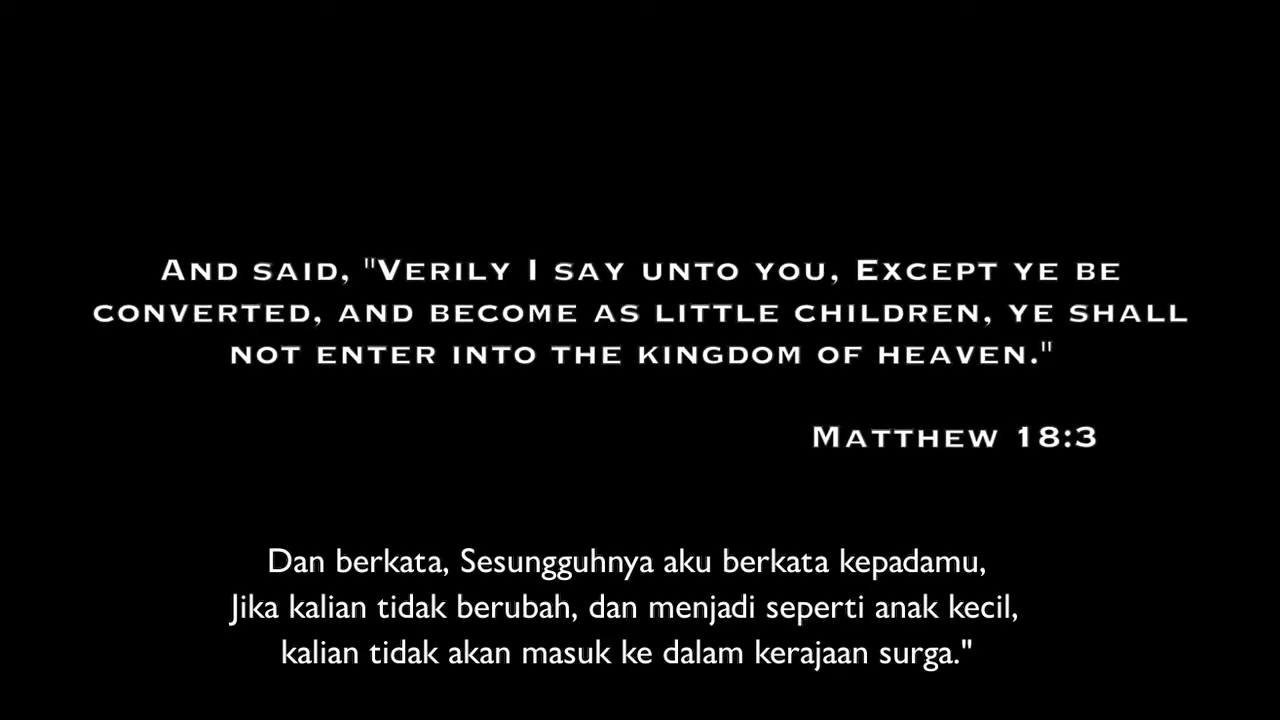 And said, "Verily I say unto you, Except ye be
converted, and become as little children, ye shall
not enter into the kingdom of heaven."
Matthew 18:3
Dan berkata, Sesungguhnya aku berkata kepadamu,
Jika kalian tidak berubah, dan menjadi seperti anak kecil,
kalian tidak akan masuk ke dalam kerajaan surga."